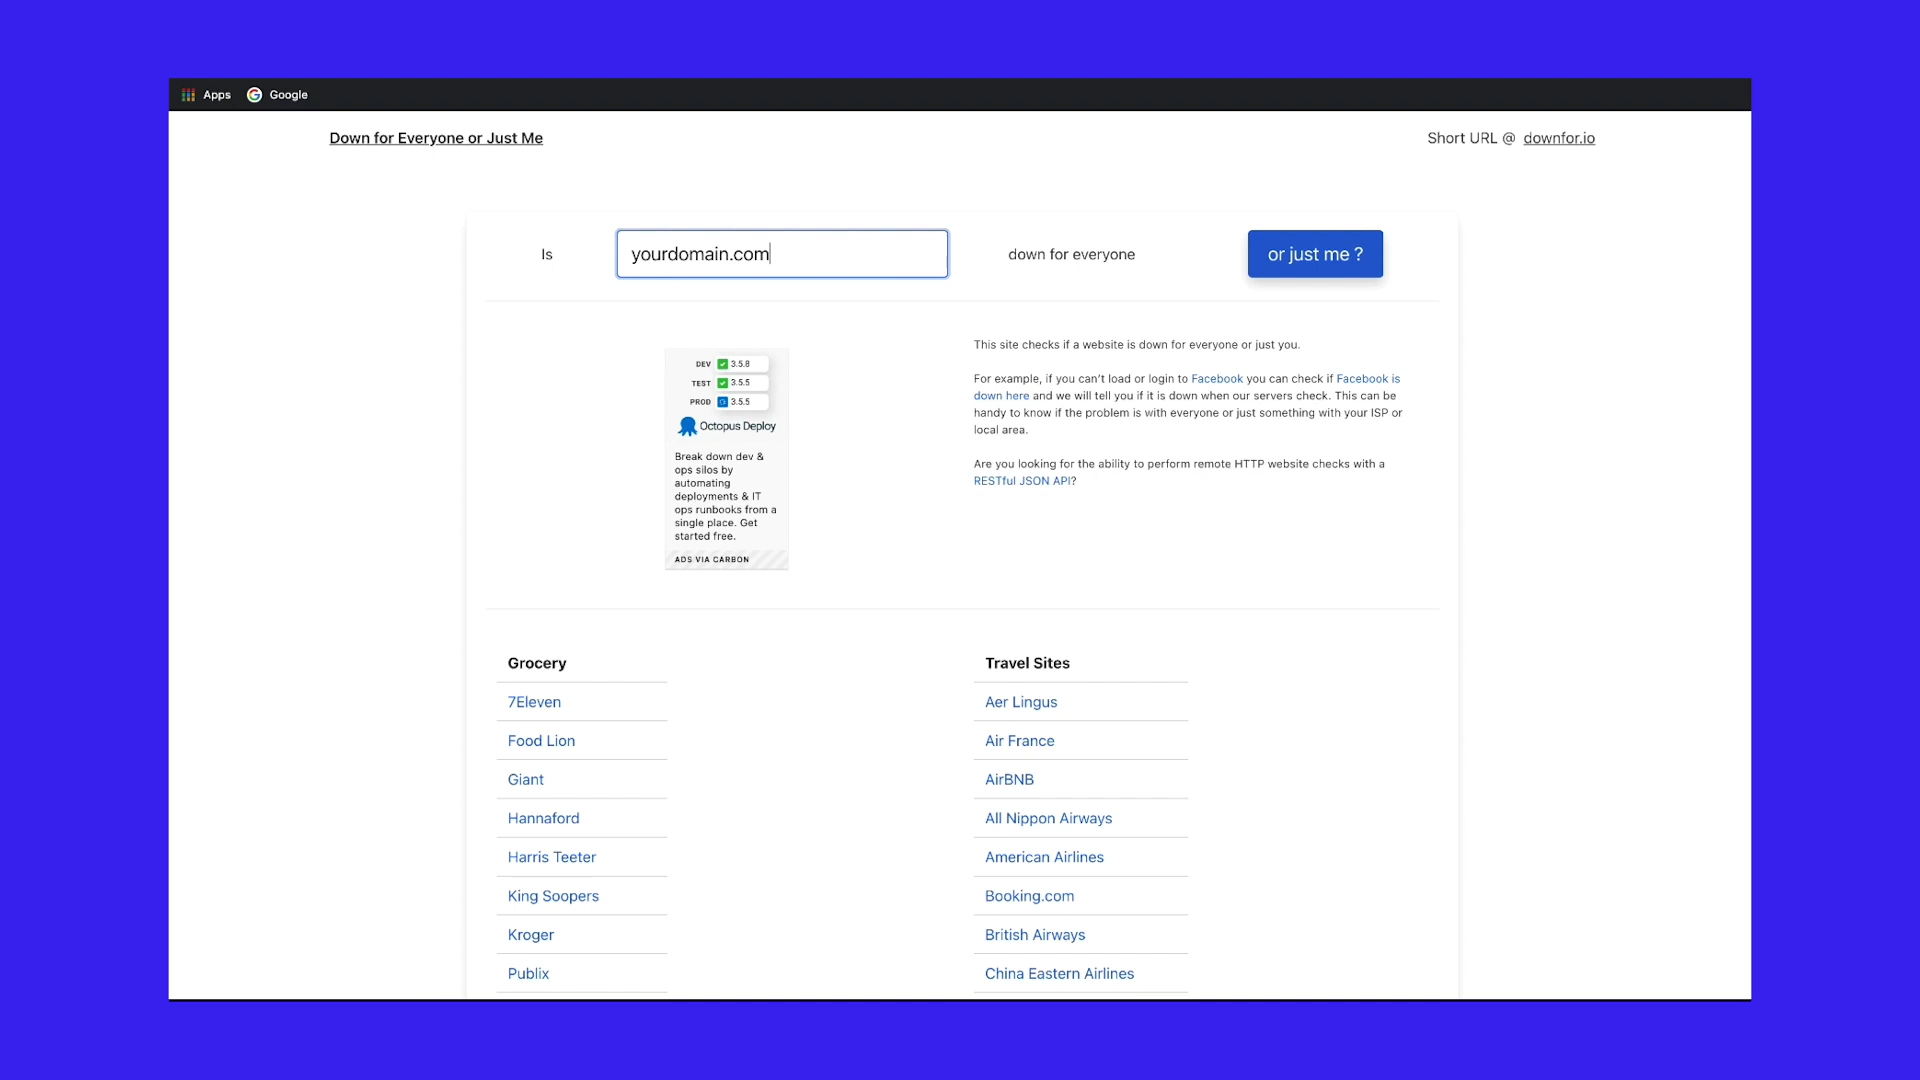 Apps Google
Down for Everyone or Just Me
Short URL @ downfor.io
Is yourdomain.com down for everyone or just me ?
DEV 3.5.8
TEST 3.5.5
PROD 3.5.5
Octopus Deploy
Break down dev &
ops silos by
automating
deployments & IT
ops runbooks from a
single place. Get
started free.
ADS VIA CARBON
This site checks if a website is down for everyone or just you.
For example, if you can't load or login to Facebook you can check if Facebook is
down here and we will tell you if it is down when our servers check. This can be
handy to know if the problem is with everyone or just something with your ISP or
local area.
Are you looking for the ability to perform remote HTTP website checks with a
RESTful JSON API?
Grocery
7Eleven
Food Lion
Giant
Hannaford
Harris Teeter
King Soopers
Kroger
Publix
Travel Sites
Aer Lingus
Air France
AirBNB
All Nippon Airways
American Airlines
Booking.com
British Airways
China Eastern Airlines